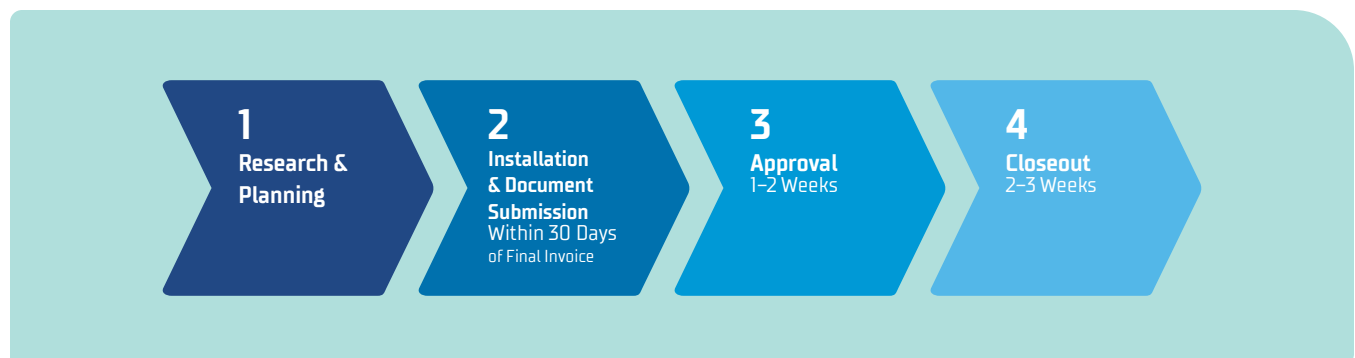 1
Research &
Planning
2
Installation
& Document
Submission
Within 30 Days
of Final Invoice
3
Approval
1–2 Weeks
4
Closeout
2–3 Weeks